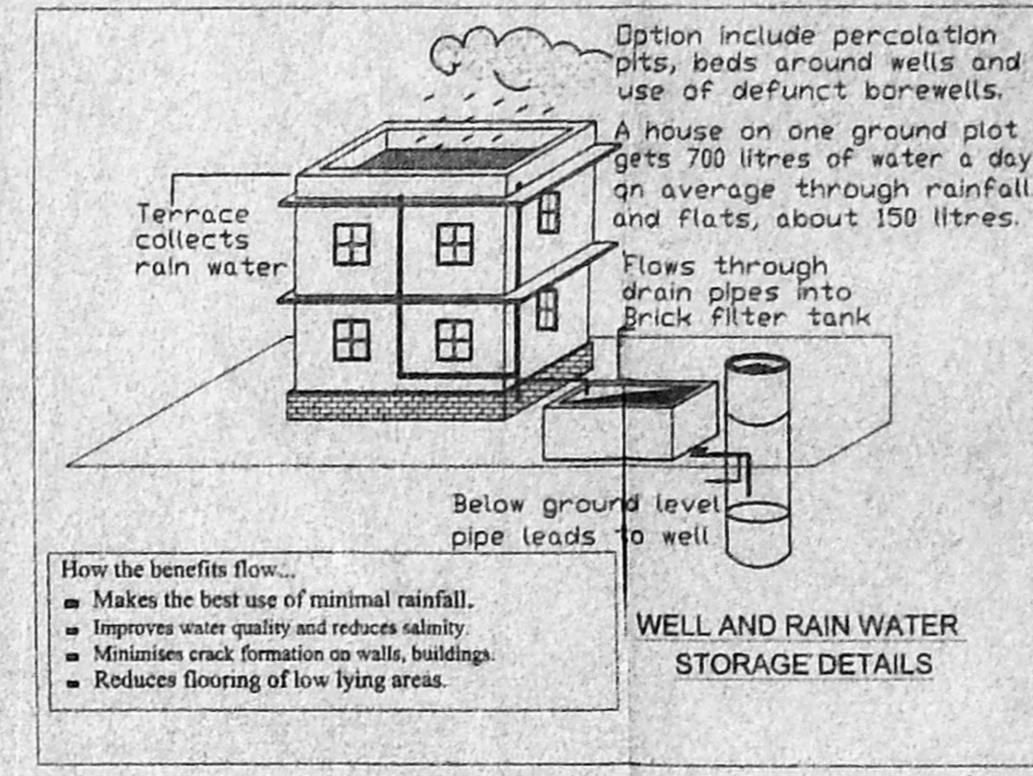 Option include percolation
pits, beds around wells and
use of defunct borewells.
A house on one ground plot
gets 700 litres of water a day
on average through rainfall
and flats, about 150 litres.
Terrace
collects
rain water
Flows through
drain pipes into
Brick filter tank
Below ground level
pipe leads to well
How the benefits flow...
Makes the best use of minimal rainfall.
Improves water quality and reduces salinity.
Minimises crack formation on walls, buildings.
Reduces flooring of low lying areas.
WELL AND RAIN WATER
STORAGE DETAILS